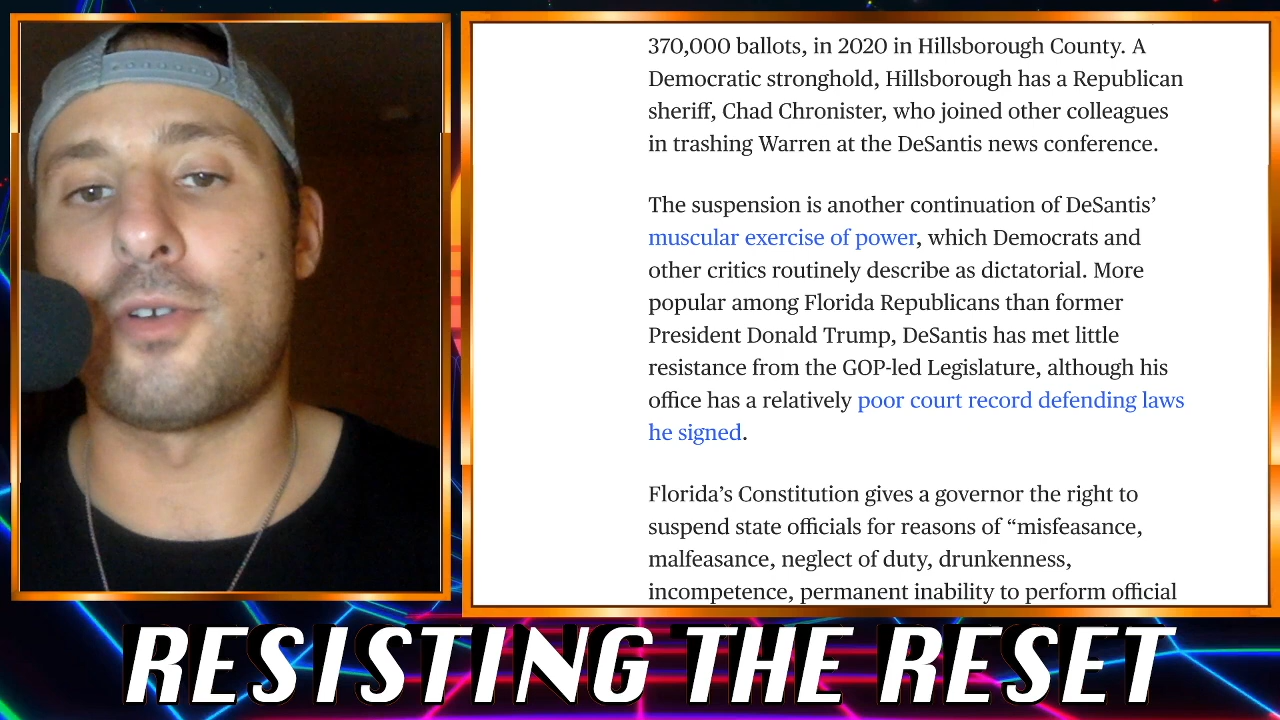 370,000 ballots, in 2020 in Hillsborough County. A
Democratic stronghold, Hillsborough has a Republican
sheriff, Chad Chronister, who joined other colleagues
in trashing Warren at the DeSantis news conference.
The suspension is another continuation of DeSantis’
muscular exercise of power, which Democrats and
other critics routinely describe as dictatorial. More
popular among Florida Republicans than former
President Donald Trump, DeSantis has met little
resistance from the GOP-led Legislature, although his
office has a relatively poor court record defending laws
he signed.
Florida’s Constitution gives a governor the right to
suspend state officials for reasons of “misfeasance,
malfeasance, neglect of duty, drunkenness,
incompetence, permanent inability to perform official
RESISTING THE RESET